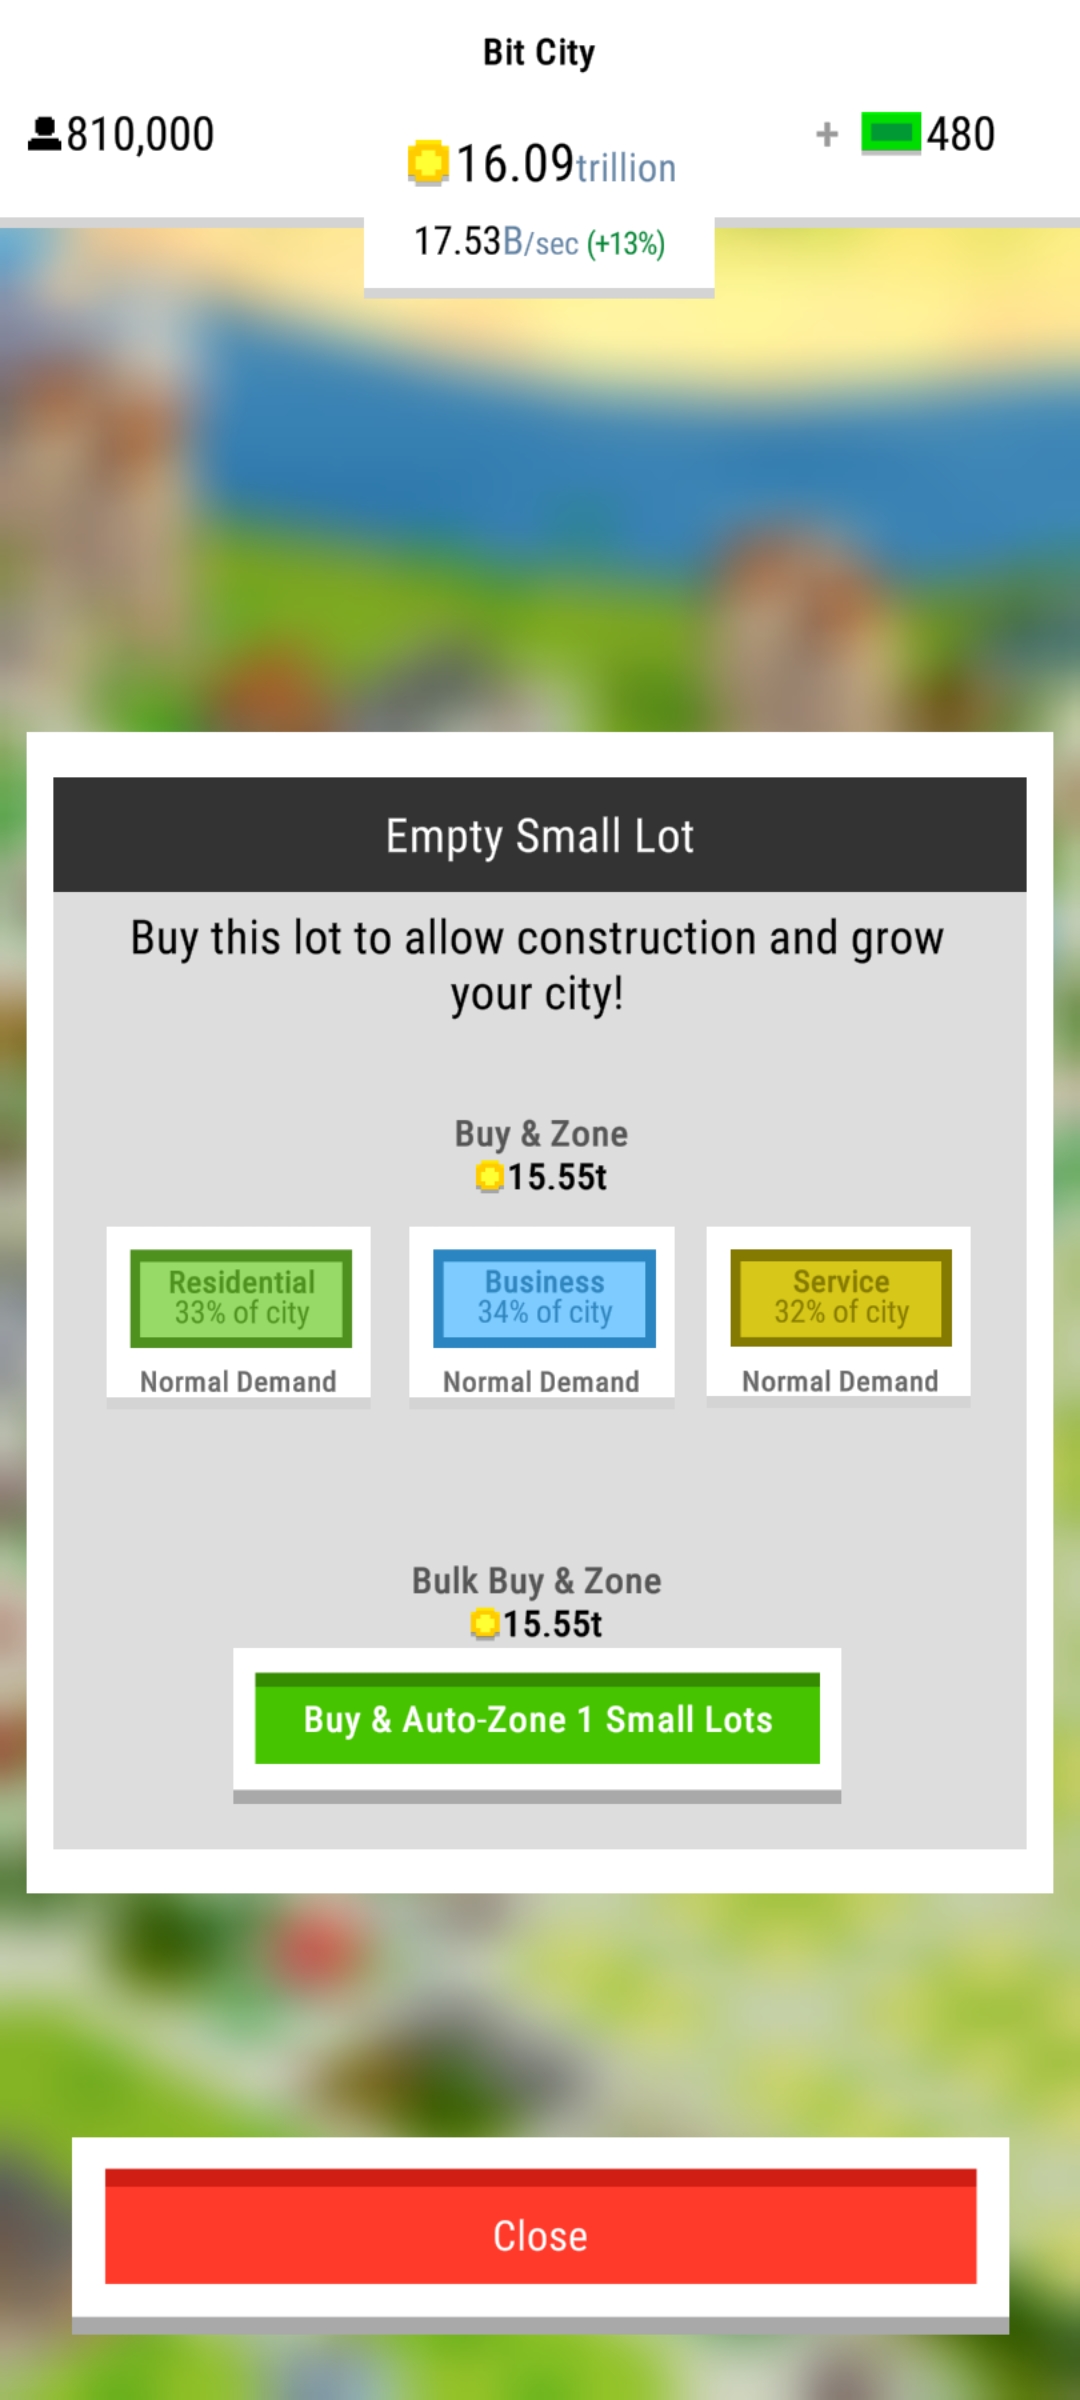 Bit City
810,000
16.09trillion
+ 480
17.53B/sec (+13%)
Empty Small Lot
Buy this lot to allow construction and grow
your city!
Buy & Zone
15.55t
Residential
33% of city
Normal Demand
Business
34% of city
Normal Demand
Service
32% of city
Normal Demand
Bulk Buy & Zone
15.55t
Buy & Auto-Zone 1 Small Lots
Close